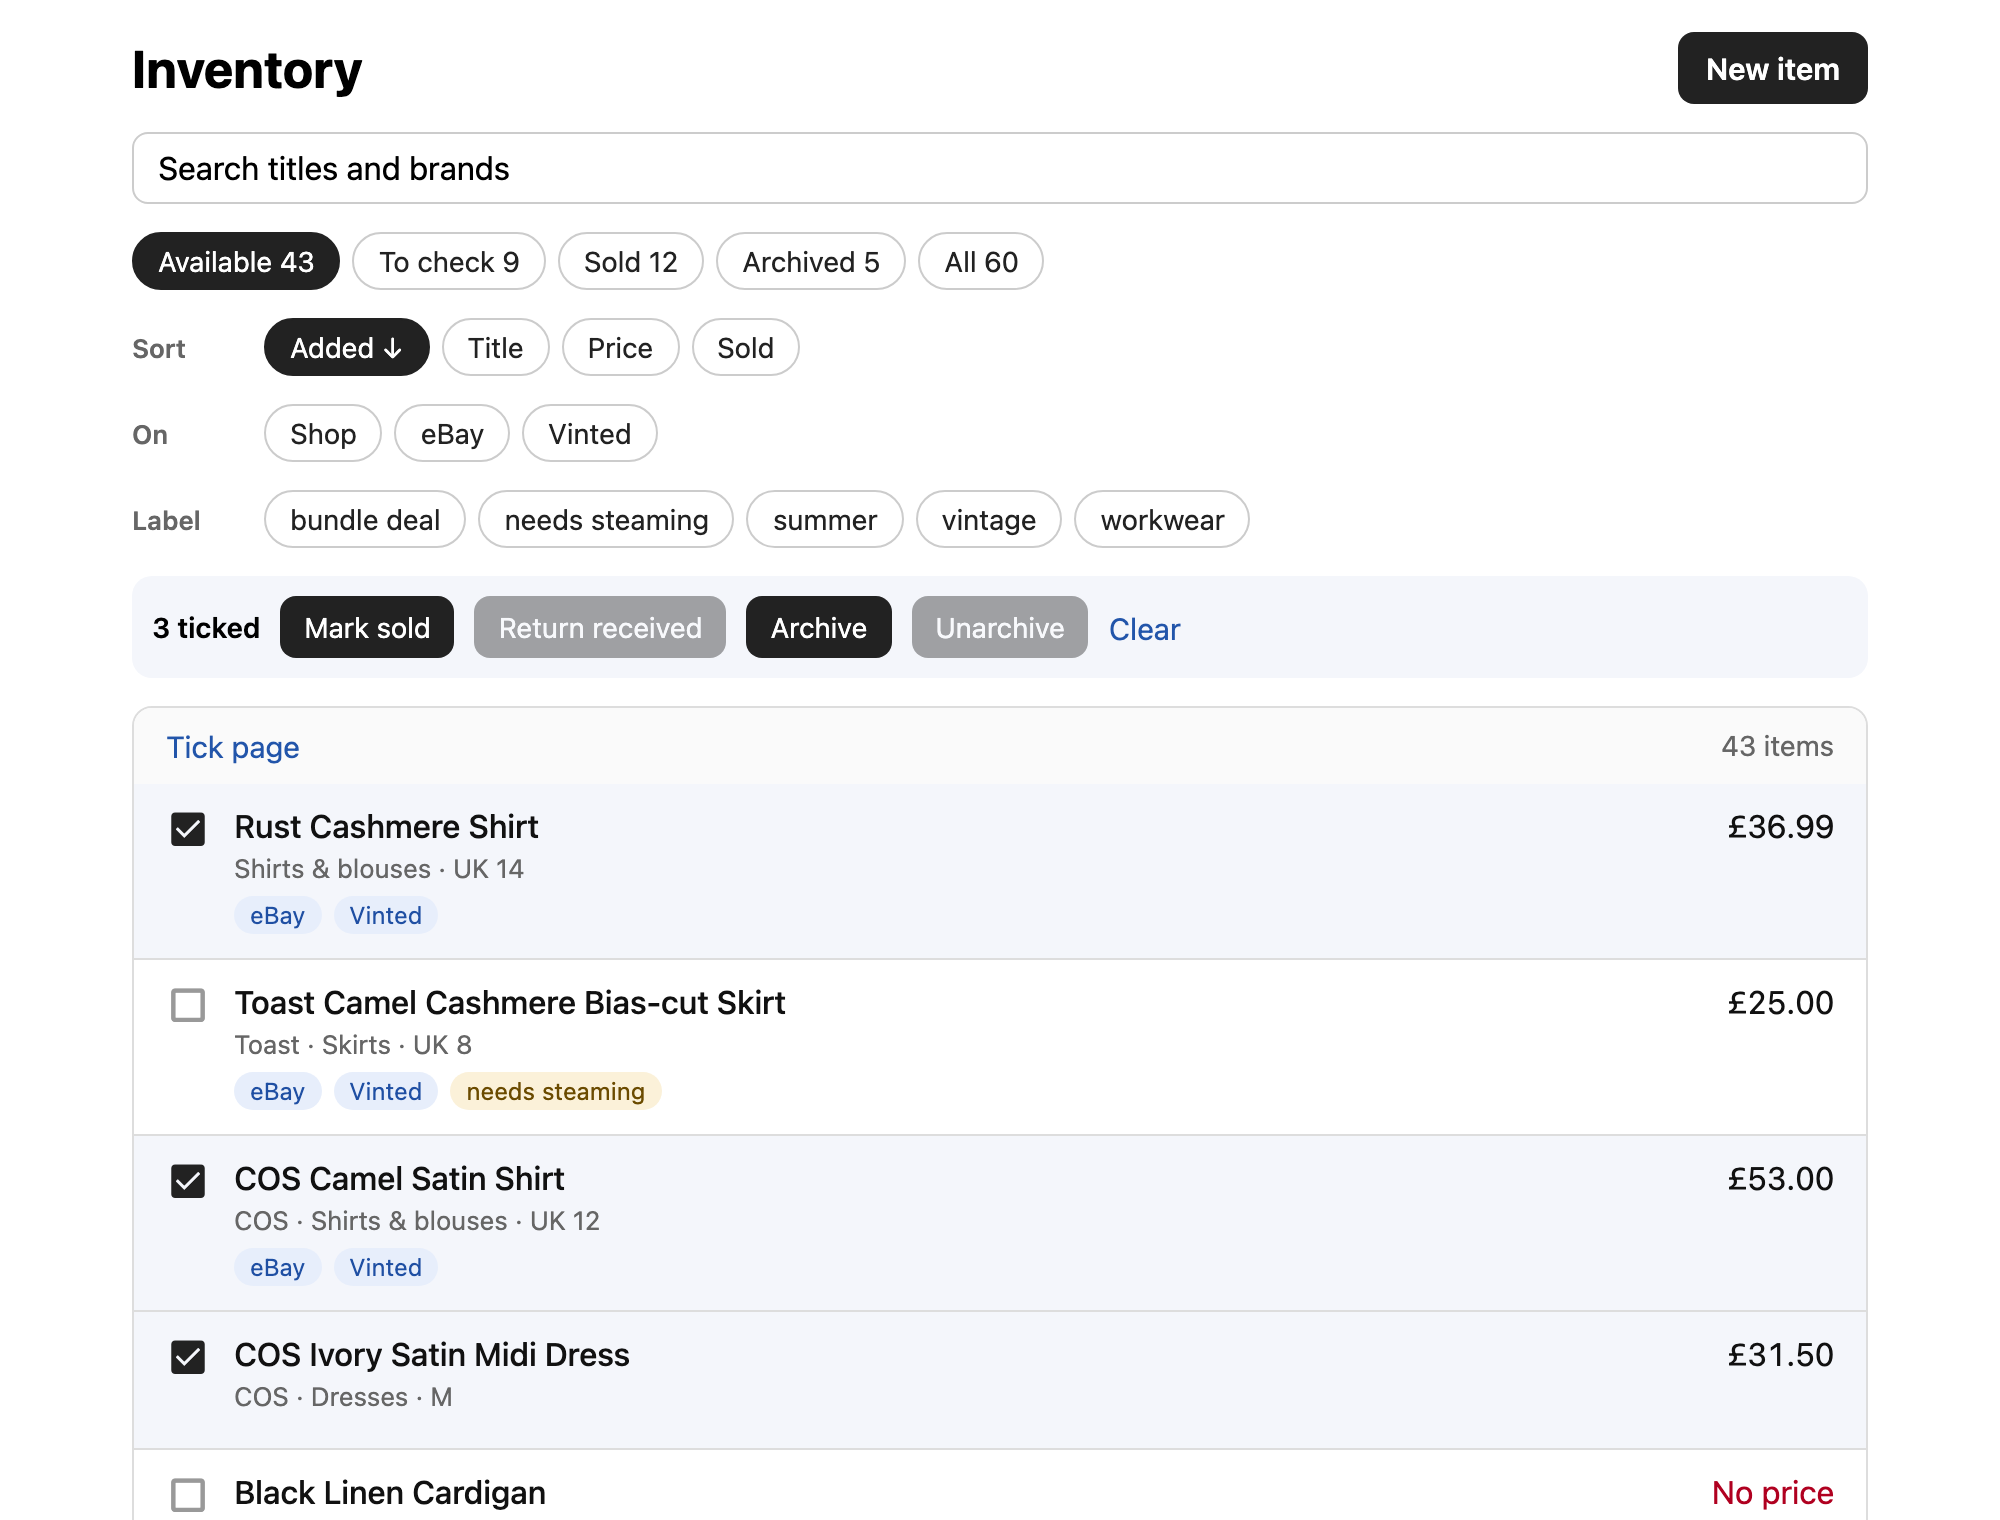 Inventory
New item
Search titles and brands
Available 43 To check 9 Sold 12 Archived 5 All 60
Sort Added ↓ Title Price Sold
On Shop eBay Vinted
Label bundle deal needs steaming summer vintage workwear
3 ticked Mark sold Return received Archive Unarchive Clear
Tick page 43 items
Rust Cashmere Shirt £36.99
Shirts & blouses · UK 14
eBay Vinted
Toast Camel Cashmere Bias-cut Skirt £25.00
Toast · Skirts · UK 8
eBay Vinted needs steaming
COS Camel Satin Shirt £53.00
COS · Shirts & blouses · UK 12
eBay Vinted
COS Ivory Satin Midi Dress £31.50
COS · Dresses · M
Black Linen Cardigan No price